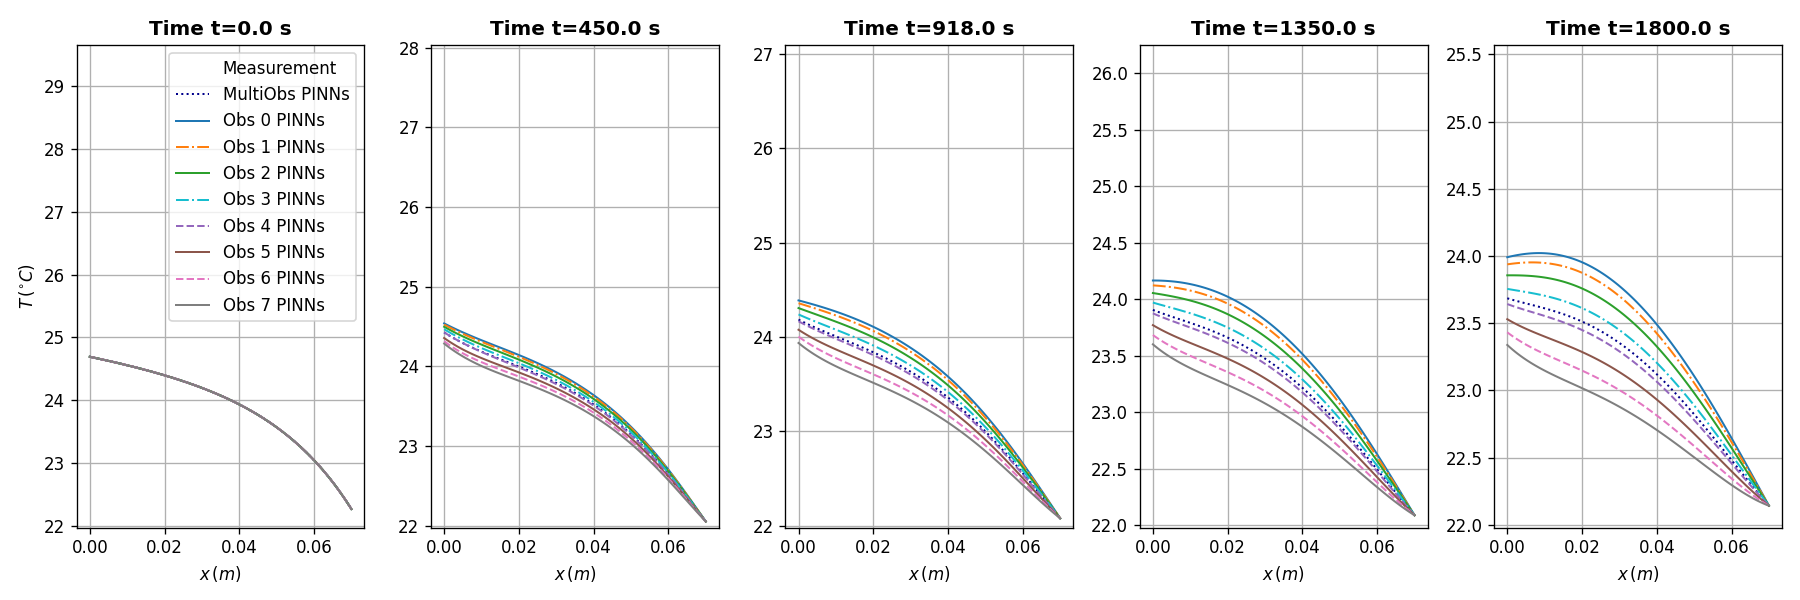 Time t=0.0 s
Time t=450.0 s
Time t=918.0 s
Time t=1350.0 s
Time t=1800.0 s
T (°C)
29
28
27
26
25
24
23
22
Measurement
MultiObs PINNs
Obs 0 PINNs
Obs 1 PINNs
Obs 2 PINNs
Obs 3 PINNs
Obs 4 PINNs
Obs 5 PINNs
Obs 6 PINNs
Obs 7 PINNs
0.00 0.02 0.04 0.06
x (m)
28
27
26
25
24
23
22
0.00 0.02 0.04 0.06
x (m)
27
26
25
24
23
22
0.00 0.02 0.04 0.06
x (m)
26.0
25.5
25.0
24.5
24.0
23.5
23.0
22.5
22.0
0.00 0.02 0.04 0.06
x (m)
25.5
25.0
24.5
24.0
23.5
23.0
22.5
22.0
0.00 0.02 0.04 0.06
x (m)